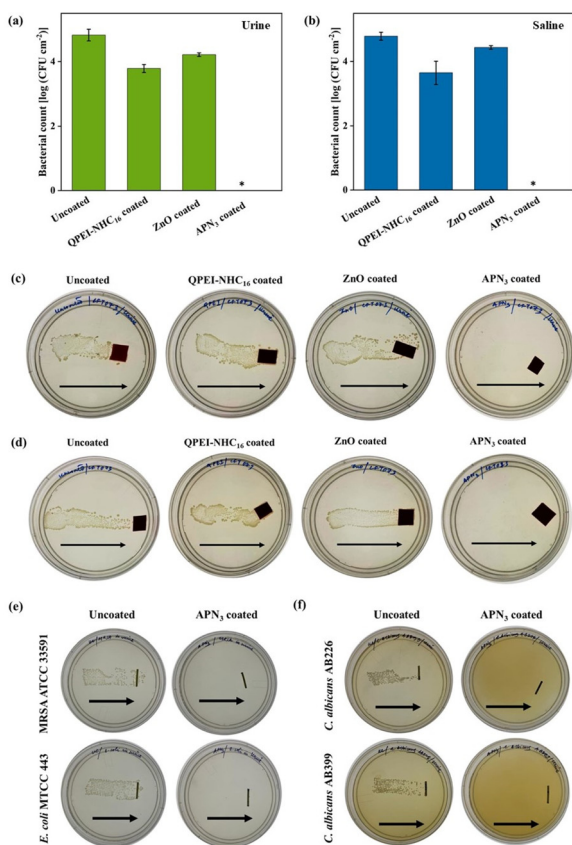 (a)
Urine
Bacterial count [log (CFU cm-2)]
4
2
0
*
Uncoated
QPEI-NHC16 coated
ZnO coated
APN3 coated
(b)
Saline
Bacterial count [log (CFU cm-2)]
4
2
0
*
Uncoated
QPEI-NHC16 coated
ZnO coated
APN3 coated
(c)
Uncoated
QPEI-NHC16 coated
ZnO coated
APN3 coated
(d)
Uncoated
QPEI-NHC16 coated
ZnO coated
APN3 coated
(e)
Uncoated
APN3 coated
MRSA ATCC 33591
E. coli MTCC 443
(f)
Uncoated
APN3 coated
C. albicans AB226
C. albicans AB399